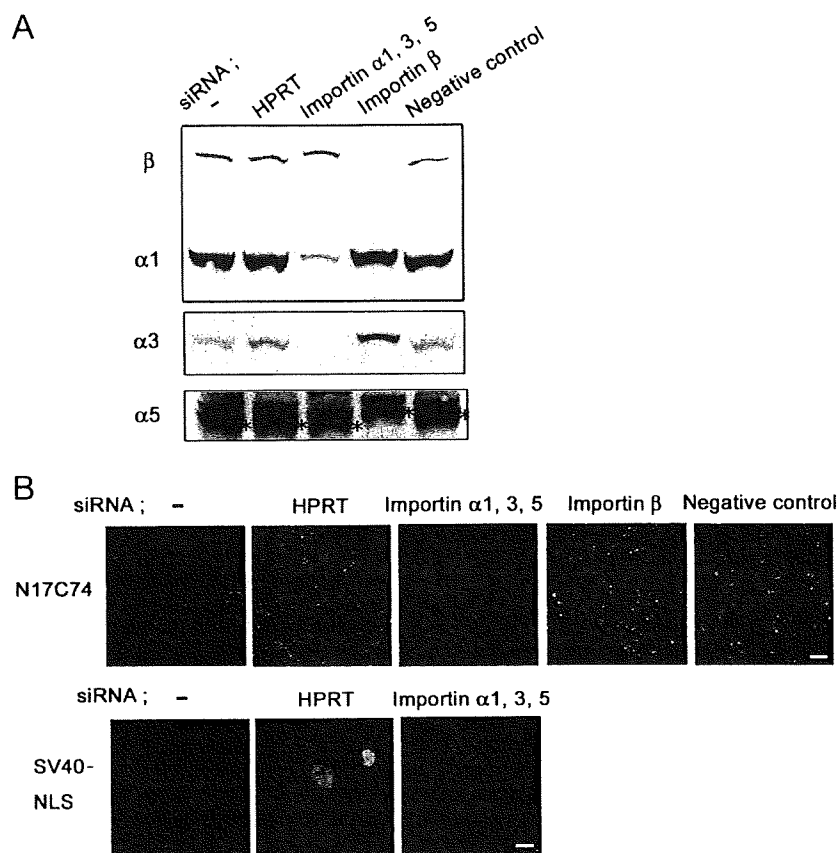 A
siRNA ;
– HPRT Importin α1, 3, 5 Importin β Negative control
β
α1
α3
α5
* * * * *
B
siRNA ; – HPRT Importin α1, 3, 5 Importin β Negative control
N17C74
siRNA ; – HPRT Importin α1, 3, 5
SV40-
NLS